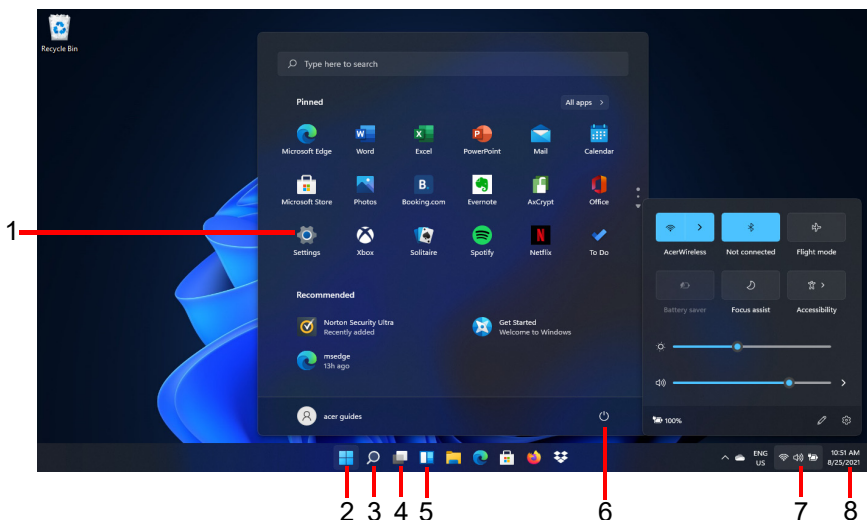 Recycle Bin
Type here to search
Pinned
All apps >
Microsoft Edge Word Excel PowerPoint Mail Calendar
Microsoft Store Photos Booking.com Evernote AxCrypt Office
Settings Xbox Solitaire Spotify Netflix To Do
Recommended
Norton Security Ultra
Recently added
Get Started
Welcome to Windows
msedge
13h ago
acer guides
AcerWireless Not connected Flight mode
Battery saver Focus assist Accessibility
100%
ENG
US
10:51 AM
8/25/2021
1
2 3 4 5 6 7 8